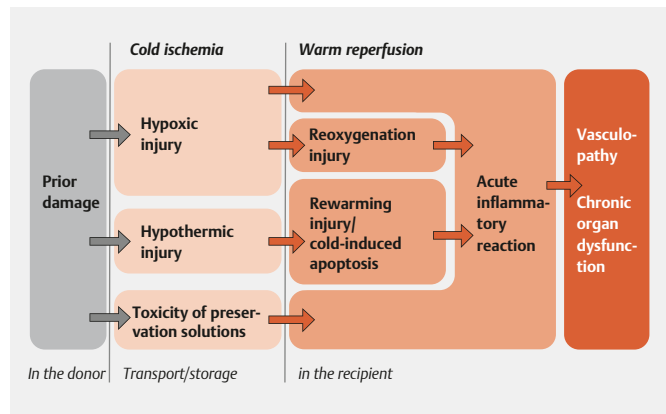 Cold ischemia
Warm reperfusion
Prior
damage
Hypoxic
injury
Hypothermic
injury
Toxicity of preser-
vation solutions
Reoxygenation
injury
Rewarming
injury/
cold-induced
apoptosis
Acute
inflamma-
tory
reaction
Vasculo-
pathy
Chronic
organ
dysfunc-
tion
In the donor
Transport/storage
in the recipient